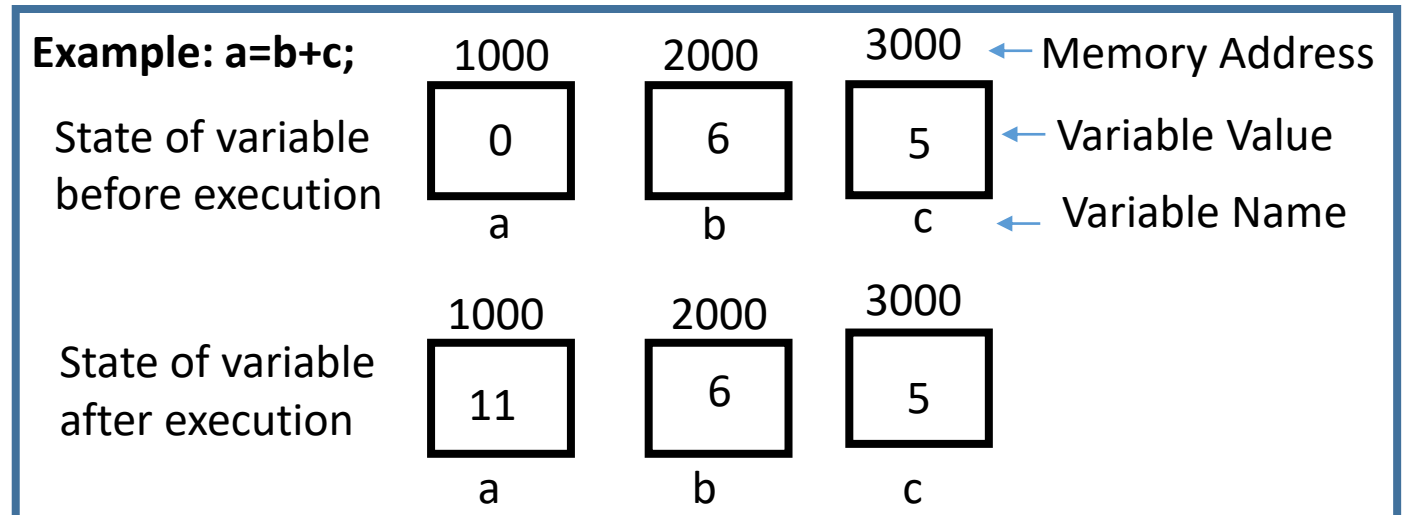 Example: a=b+c;
1000 2000 3000 Memory Address
State of variable
before execution
0 6 5 Variable Value
a b c Variable Name
1000 2000 3000
State of variable
after execution
11 6 5
a b c